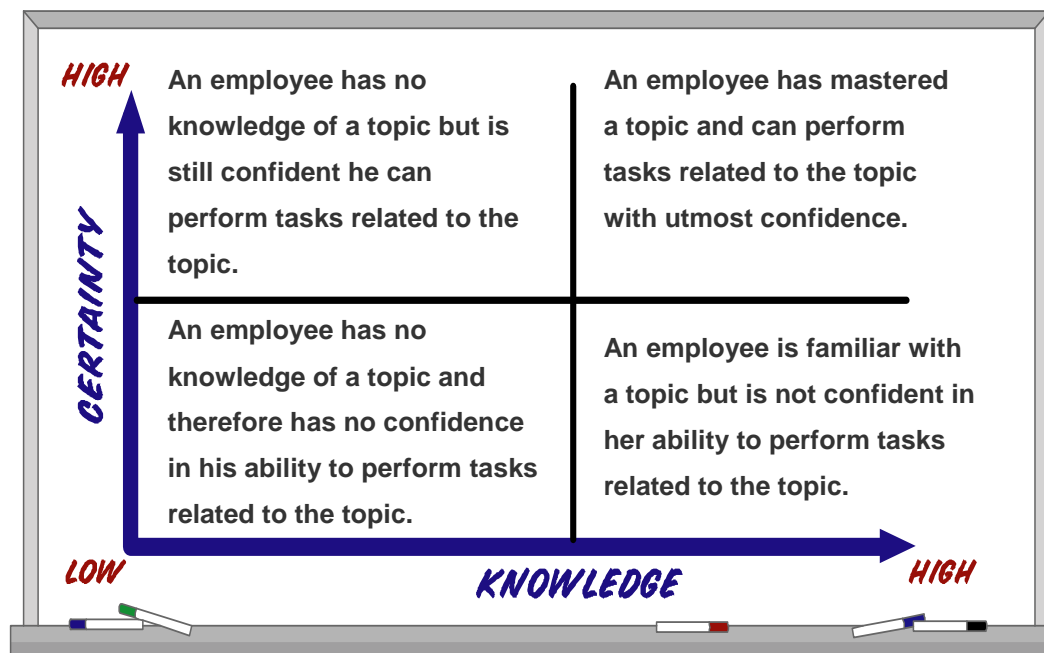 HIGH
An employee has no
knowledge of a topic but is
still confident he can
perform tasks related to the
topic.
An employee has mastered
a topic and can perform
tasks related to the topic
with utmost confidence.
CERTAINTY
An employee has no
knowledge of a topic and
therefore has no confidence
in his ability to perform tasks
related to the topic.
An employee is familiar with
a topic but is not confident in
her ability to perform tasks
related to the topic.
LOW
KNOWLEDGE
HIGH